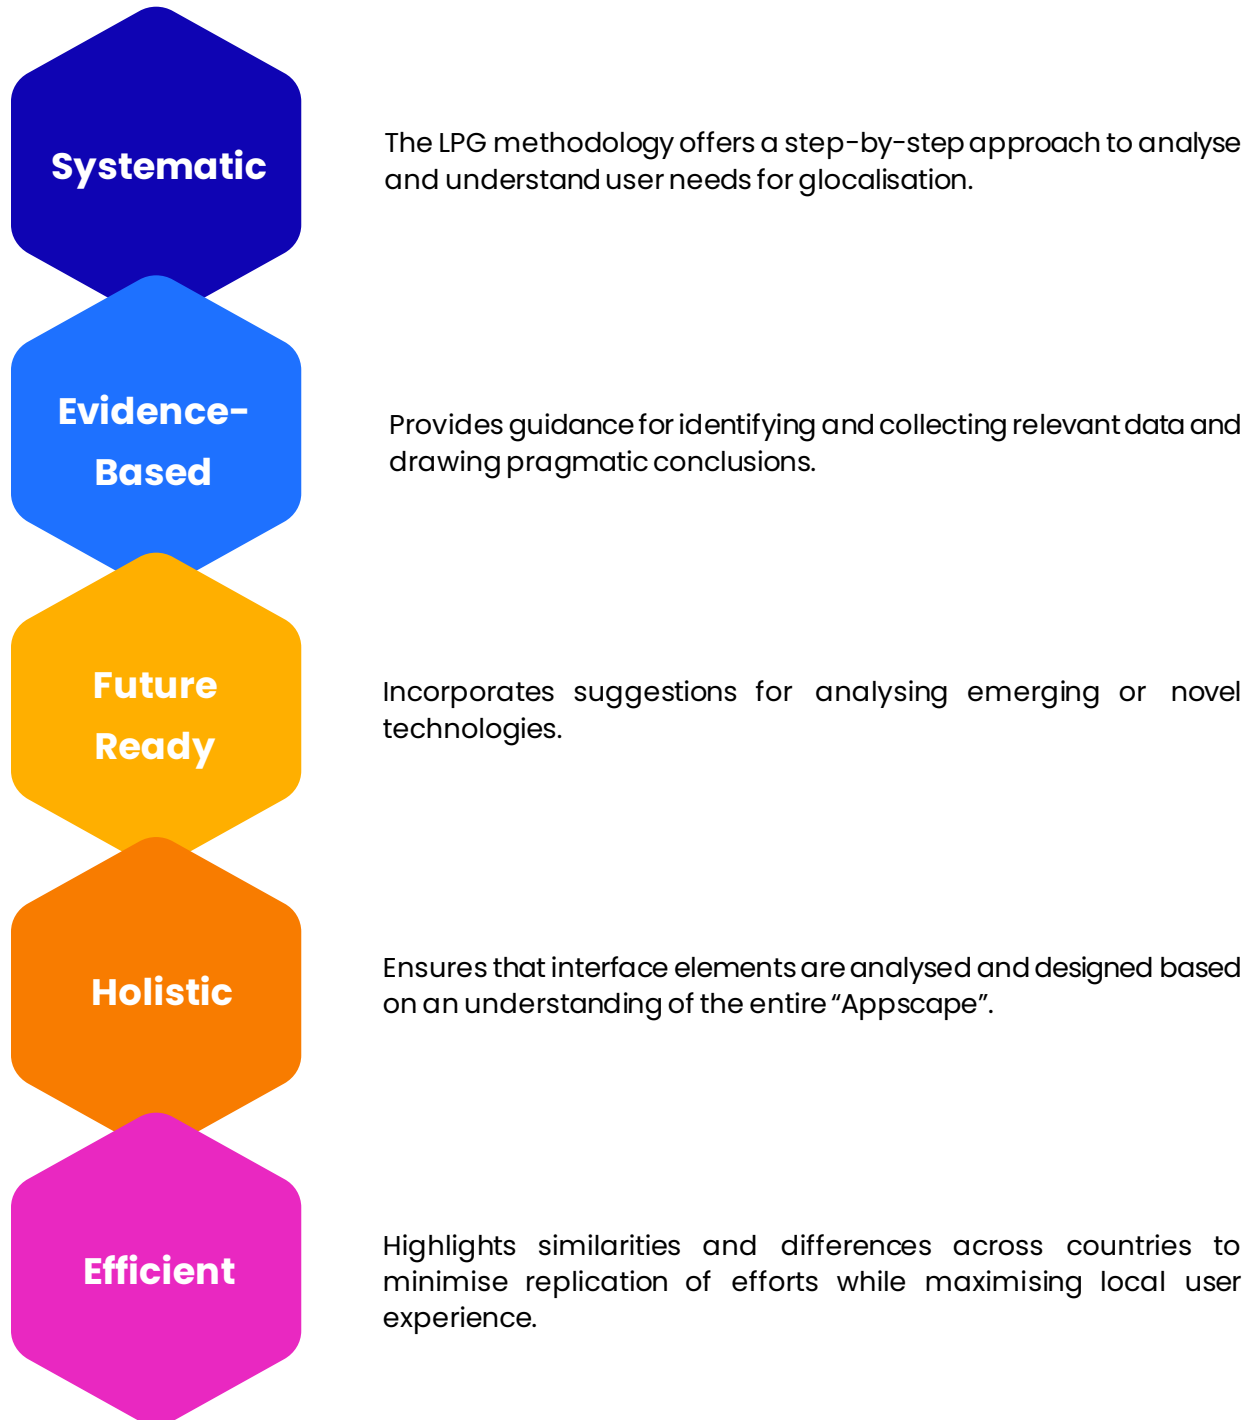 Systematic
The LPG methodology offers a step-by-step approach to analyse
and understand user needs for glocalisation.
Evidence-
Based
Provides guidance for identifying and collecting relevant data and
drawing pragmatic conclusions.
Future
Ready
Incorporates suggestions for analysing emerging or novel
technologies.
Holistic
Ensures that interface elements are analysed and designed based
on an understanding of the entire “Appscape”.
Efficient
Highlights similarities and differences across countries to
minimise replication of efforts while maximising local user
experience.